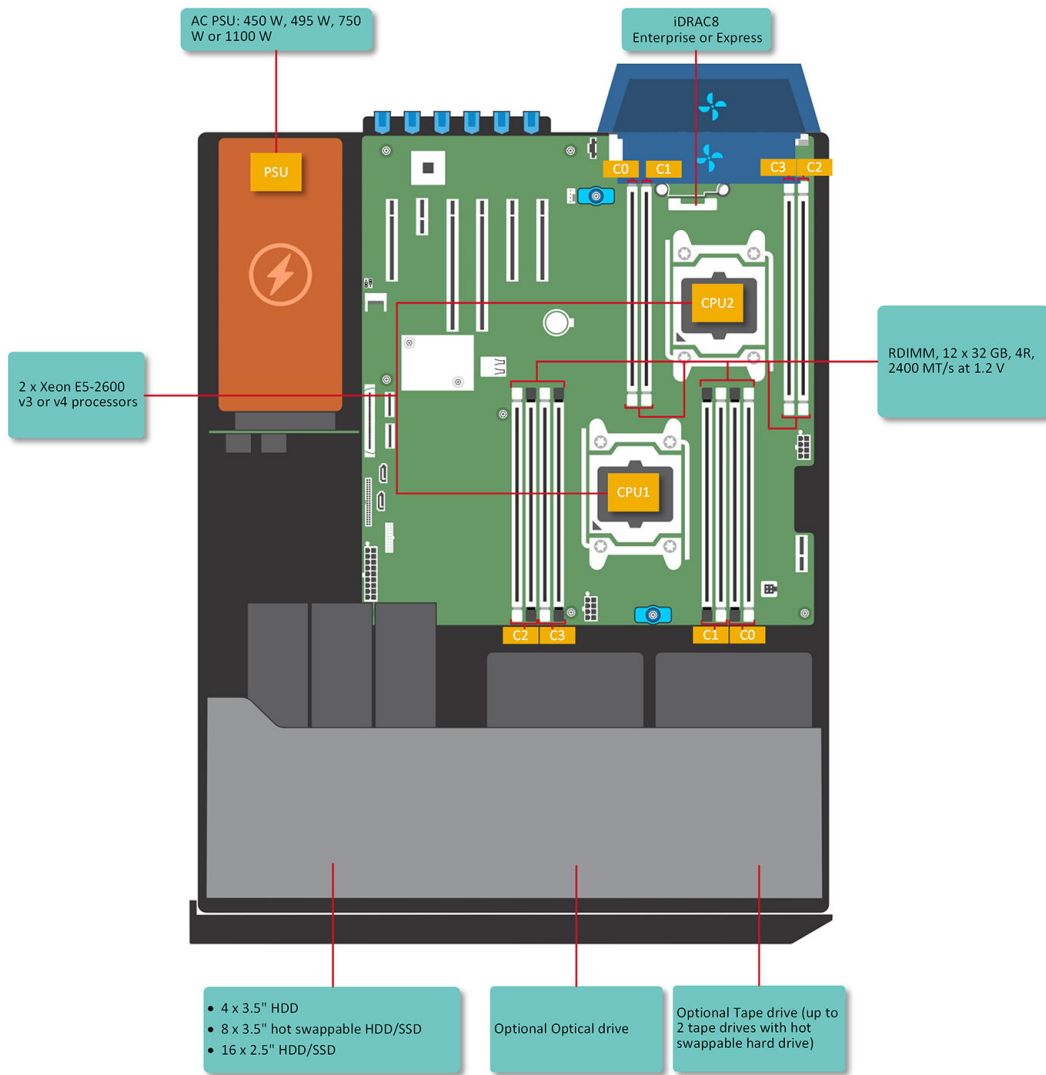 AC PSU: 450 W, 495 W, 750
W or 1100 W
iDRAC8
Enterprise or Express
PSU
C0
C1
C3
C2
CPU2
2 x Xeon E5-2600
v3 or v4 processors
RDIMM, 12 x 32 GB, 4R,
2400 MT/s at 1.2 V
CPU1
C2
C3
C1
C0
• 4 x 3.5" HDD
• 8 x 3.5" hot swappable HDD/SSD
• 16 x 2.5" HDD/SSD
Optional Optical drive
Optional Tape drive (up to
2 tape drives with hot
swappable hard drive)